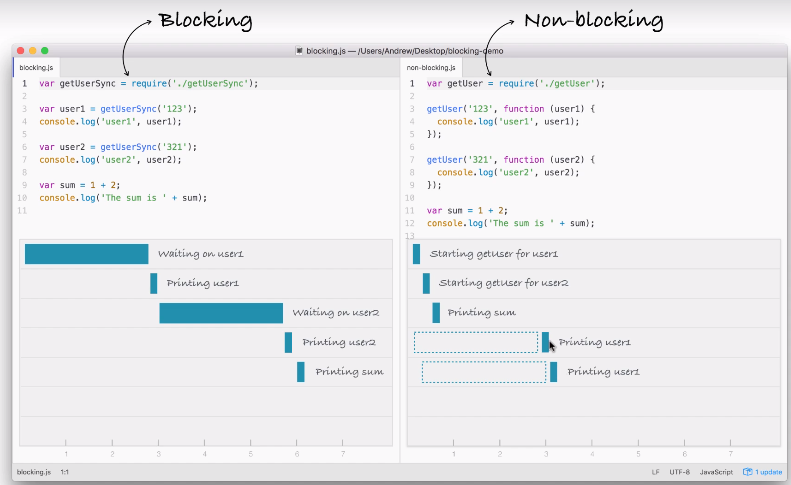 Blocking
Non-blocking
blocking.js — /Users/Andrew/Desktop/blocking-demo
blocking.js
1 var getUserSync = require('./getUserSync');
2
3 var user1 = getUserSync('123');
4 console.log('user1', user1);
5
6 var user2 = getUserSync('321');
7 console.log('user2', user2);
8
9 var sum = 1 + 2;
10 console.log('The sum is ' + sum);
11
Waiting on user1
Printing user1
Waiting on user2
Printing user2
Printing sum
1 2 3 4 5 6 7
non-blocking.js
1 var getUser = require('./getUser');
2
3 getUser('123', function (user1) {
4 console.log('user1', user1);
5 });
6
7 getUser('321', function (user2) {
8 console.log('user2', user2);
9 });
10
11 var sum = 1 + 2;
12 console.log('The sum is ' + sum);
13
Starting getUser for user1
Starting getUser for user2
Printing sum
Printing user1
Printing user1
1 2 3 4 5 6 7
blocking.js 1:1
LF UTF-8 JavaScript 1 update